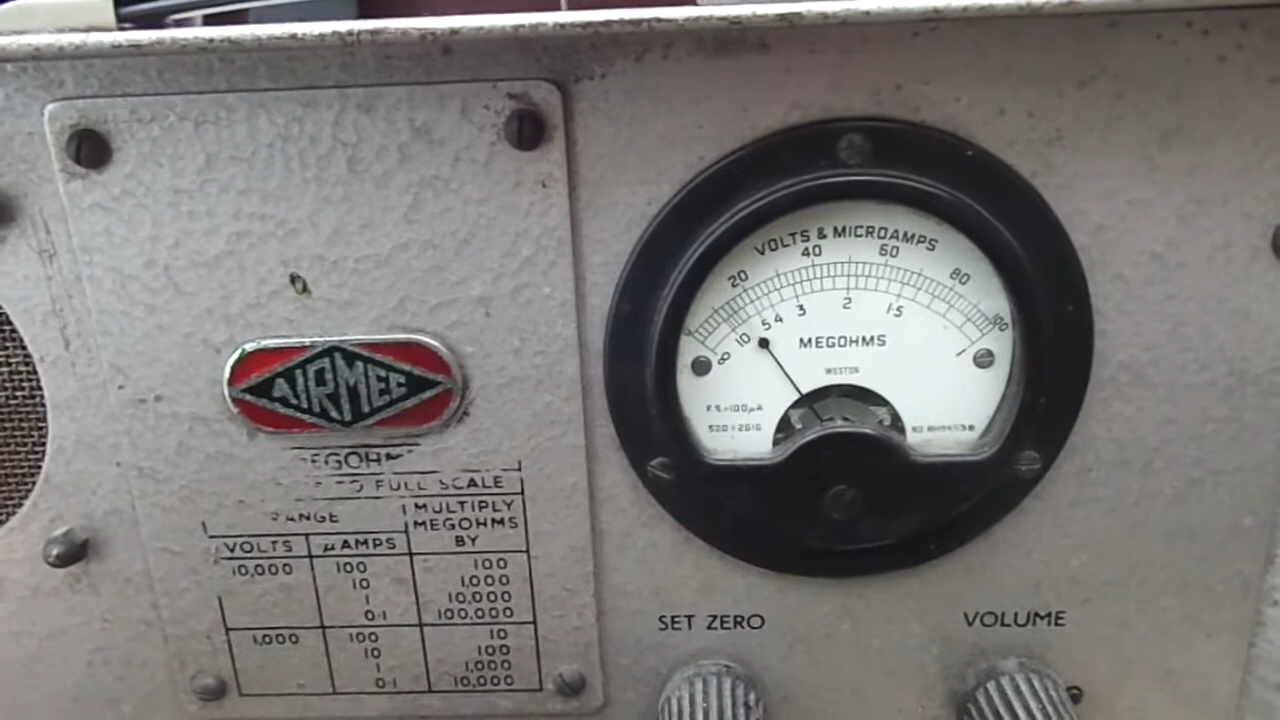 AIRMEC
TO FULL SCALE
MULTIPLY
MEGOHMS
BY
VOLTS µAMPS
10,000 100 100
10 1,000
1 10,000
0·1 100,000
1,000 100 10
10 100
1 1,000
0·1 10,000
VOLTS & MICROAMPS
0 20 40 60 80 100
∞ 10 5 4 3 2 1·5 1
MEGOHMS
WESTON
SET ZERO
VOLUME